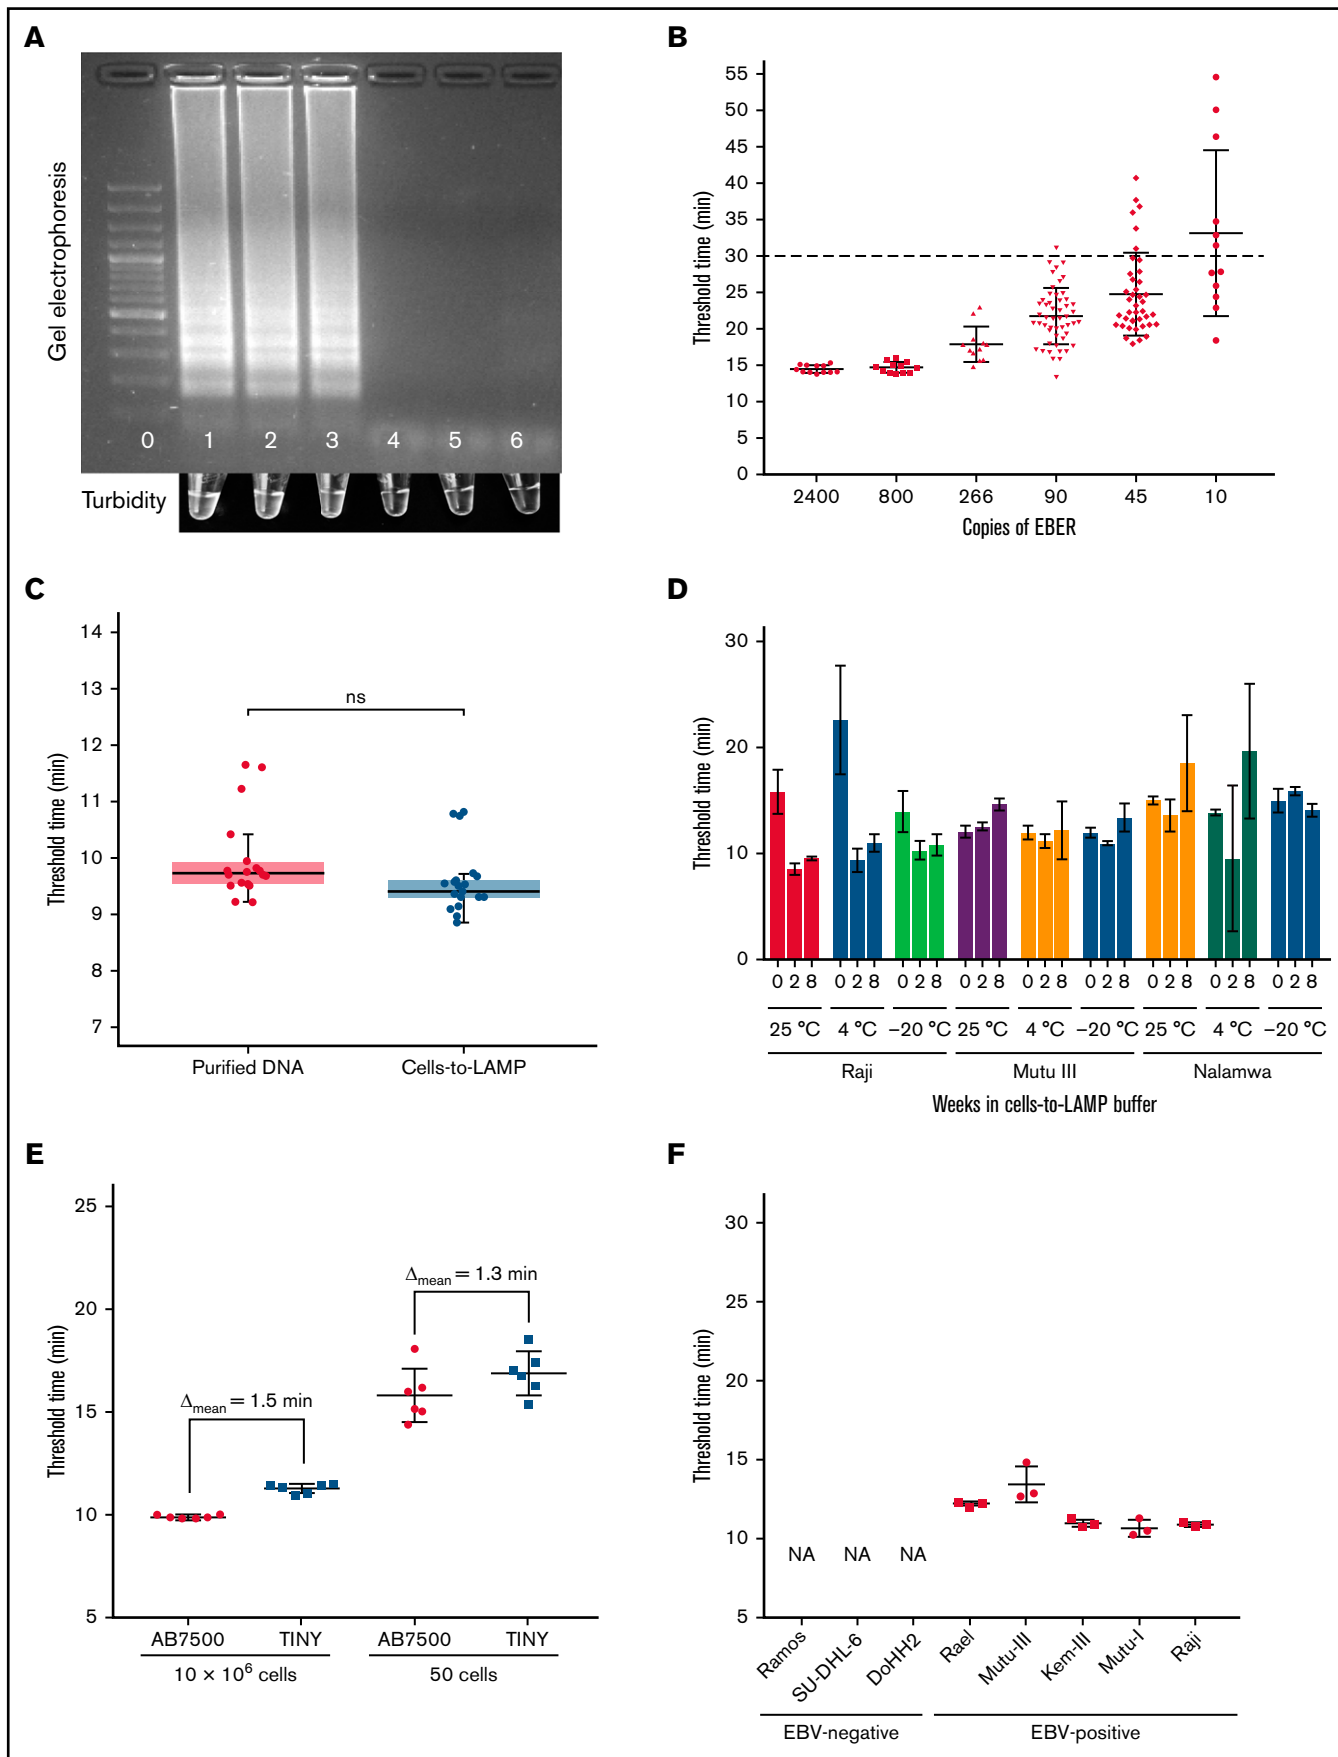 A
Gel electrophoresis
0 1 2 3 4 5 6
Turbidity
B
Threshold time (min)
55
50
45
40
35
30
25
20
15
10
5
0
2400 800 266 90 45 10
Copies of EBER
C
Threshold time (min)
14
13
12
11
10
9
8
7
ns
Purified DNA Cells-to-LAMP
D
Threshold time (min)
30
20
10
0
0 2 8 0 2 8 0 2 8 0 2 8 0 2 8 0 2 8 0 2 8 0 2 8 0 2 8
25 °C 4 °C −20 °C 25 °C 4 °C −20 °C 25 °C 4 °C −20 °C
Raji Mutu III Nalamwa
Weeks in cells-to-LAMP buffer
E
Threshold time (min)
25
20
15
10
5
Δmean = 1.5 min
Δmean = 1.3 min
AB7500 TINY AB7500 TINY
10 × 10⁶ cells 50 cells
F
Threshold time (min)
30
25
20
15
10
5
NA NA NA
Ramos SU-DHL-6 DoHH2 Rael Mutu-III Kem-III Mutu-I Raji
EBV-negative EBV-positive